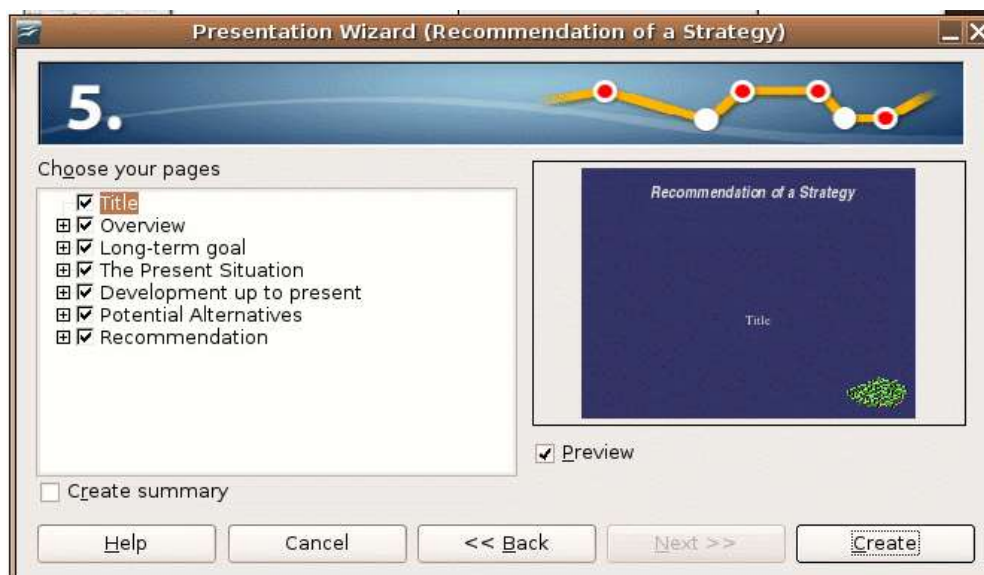 Presentation Wizard (Recommendation of a Strategy)
5.
Choose your pages
Title
Overview
Long-term goal
The Present Situation
Development up to present
Potential Alternatives
Recommendation
Recommendation of a Strategy
Title
Preview
Create summary
Help
Cancel
<< Back
Next >>
Create